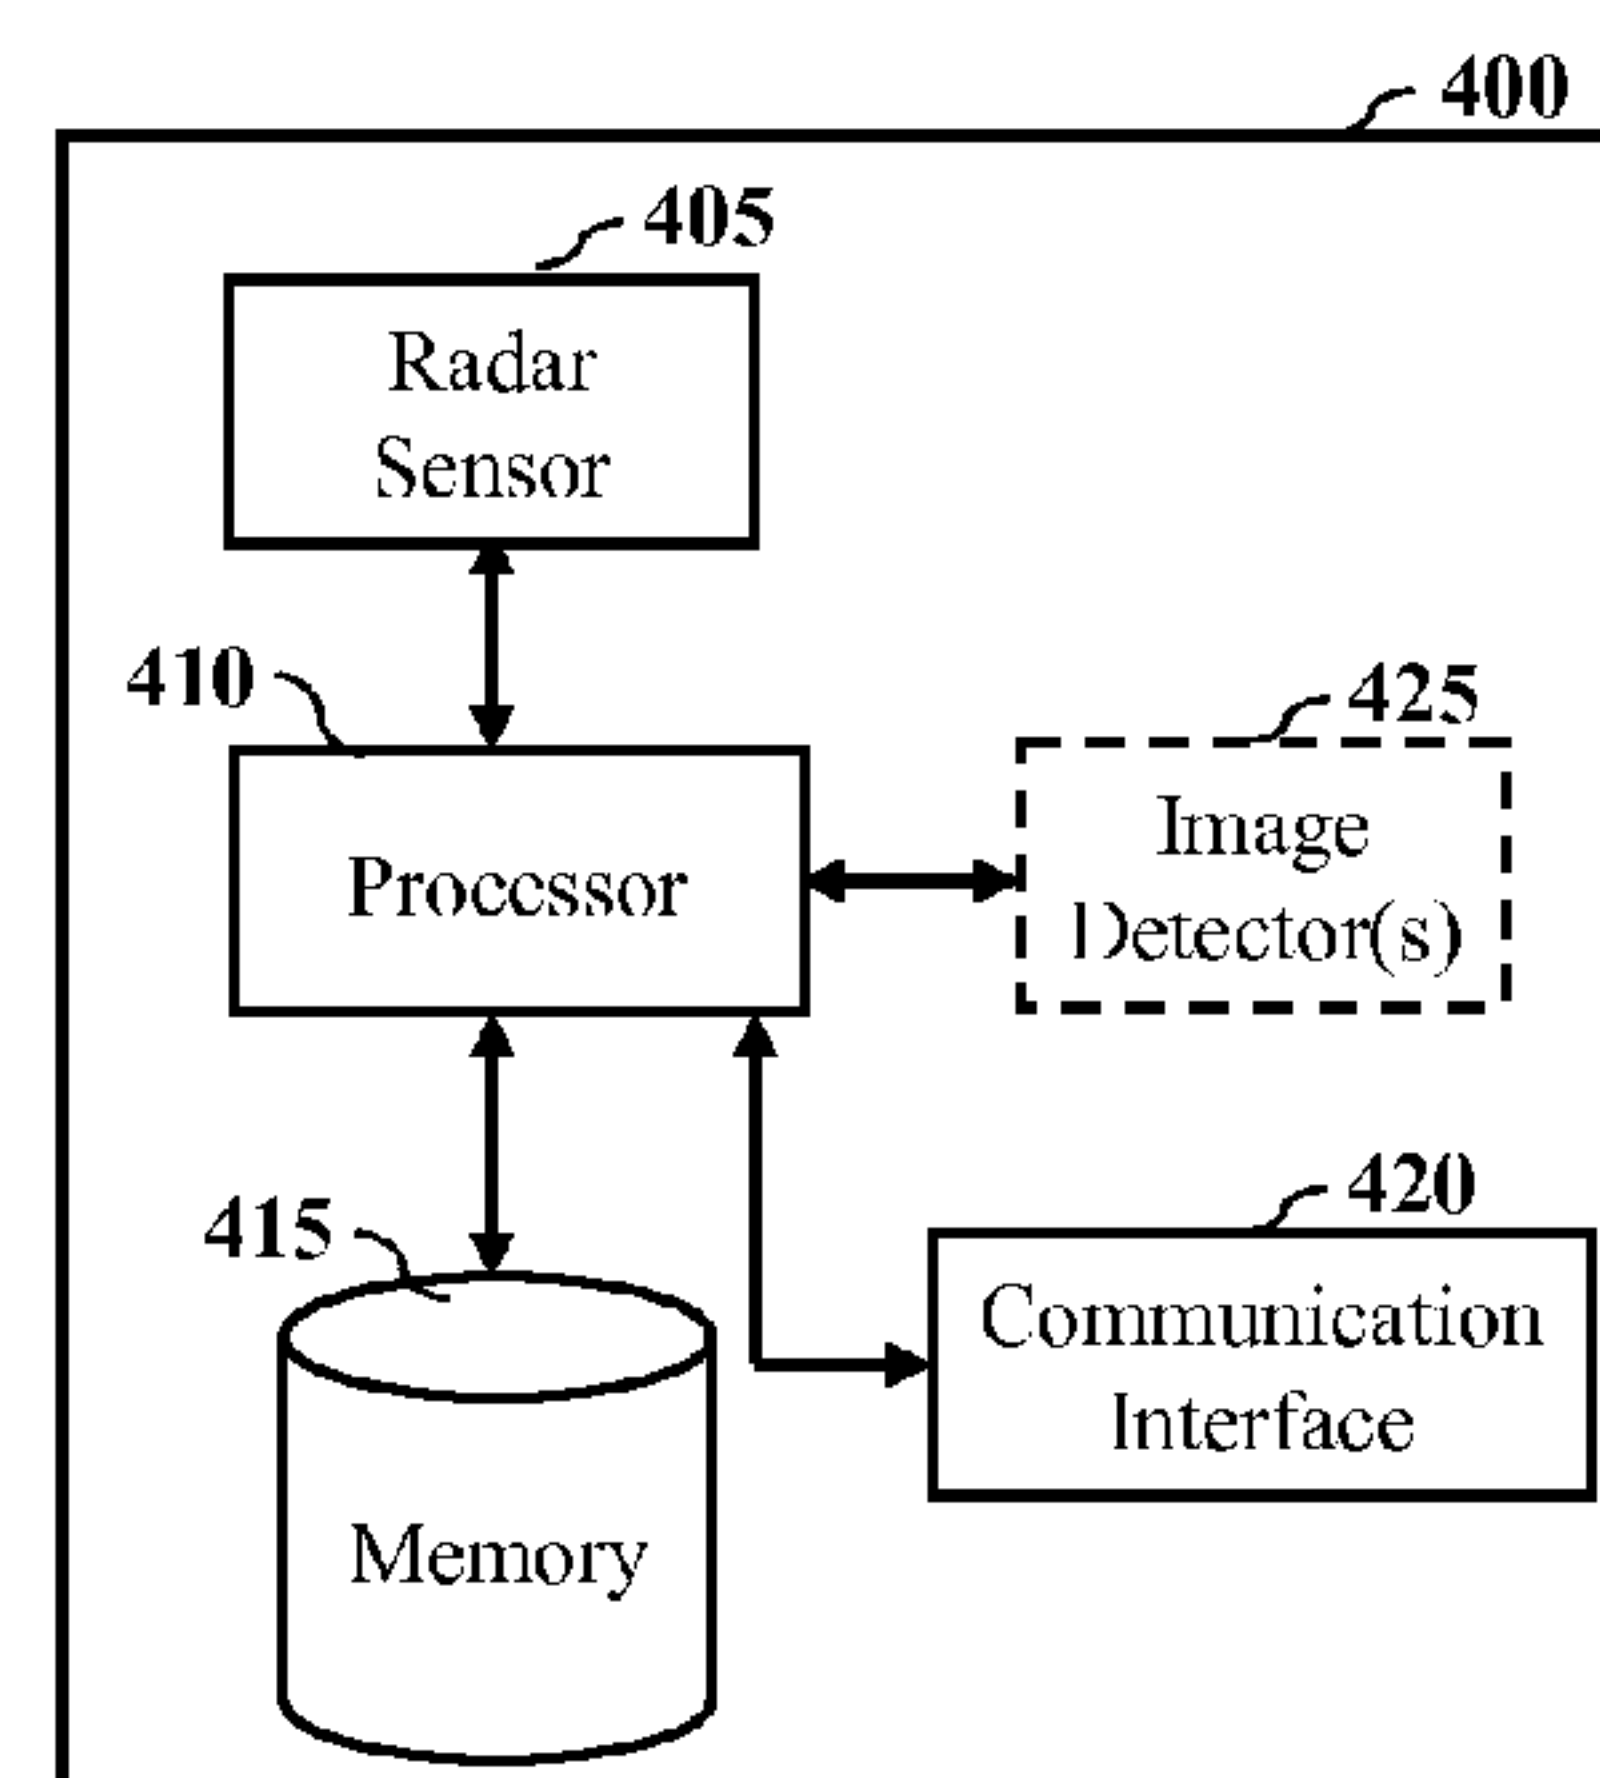 400
405
Radar
Sensor
410
425
Processor
Image
Detector(s)
415
420
Communication
Interface
Memory